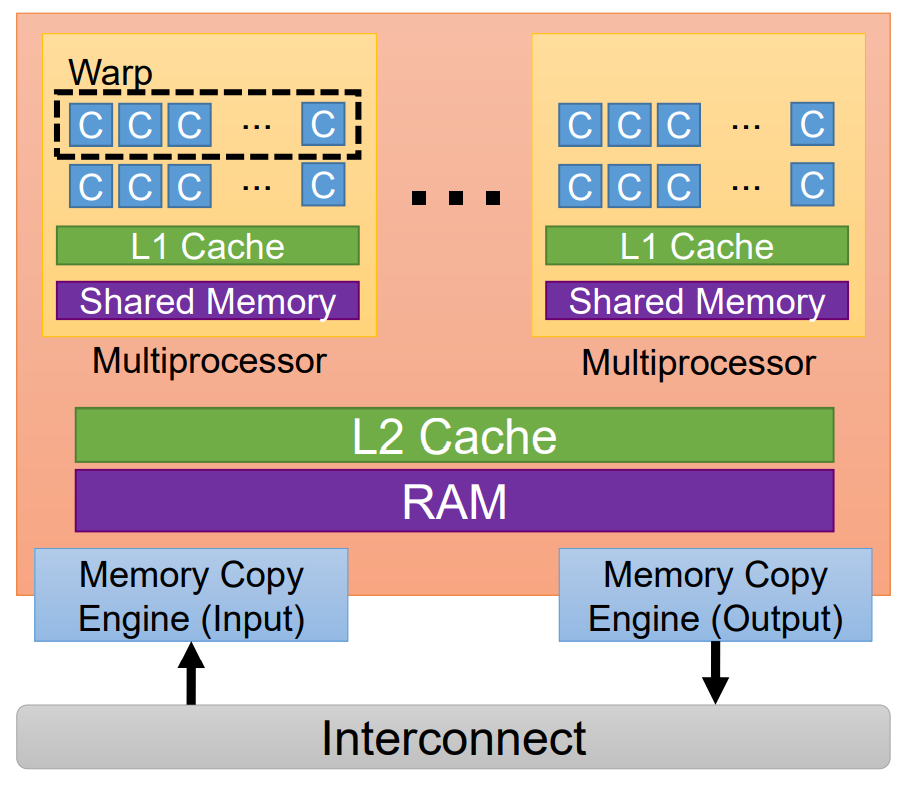 Warp
C C C ... C
C C C ... C
L1 Cache
Shared Memory
Multiprocessor
...
C C C ... C
C C C ... C
L1 Cache
Shared Memory
Multiprocessor
L2 Cache
RAM
Memory Copy
Engine (Input)
Memory Copy
Engine (Output)
Interconnect